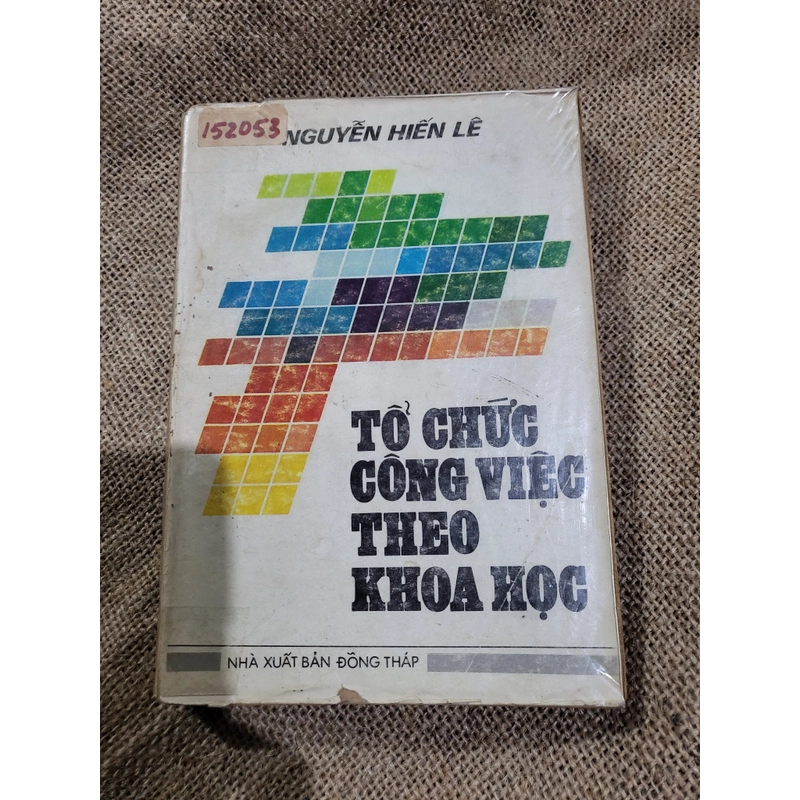 152053
NGUYỄN HIẾN LÊ
TỔ CHỨC
CÔNG VIỆC
THEO
KHOA HỌC
NHÀ XUẤT BẢN ĐỒNG THÁP